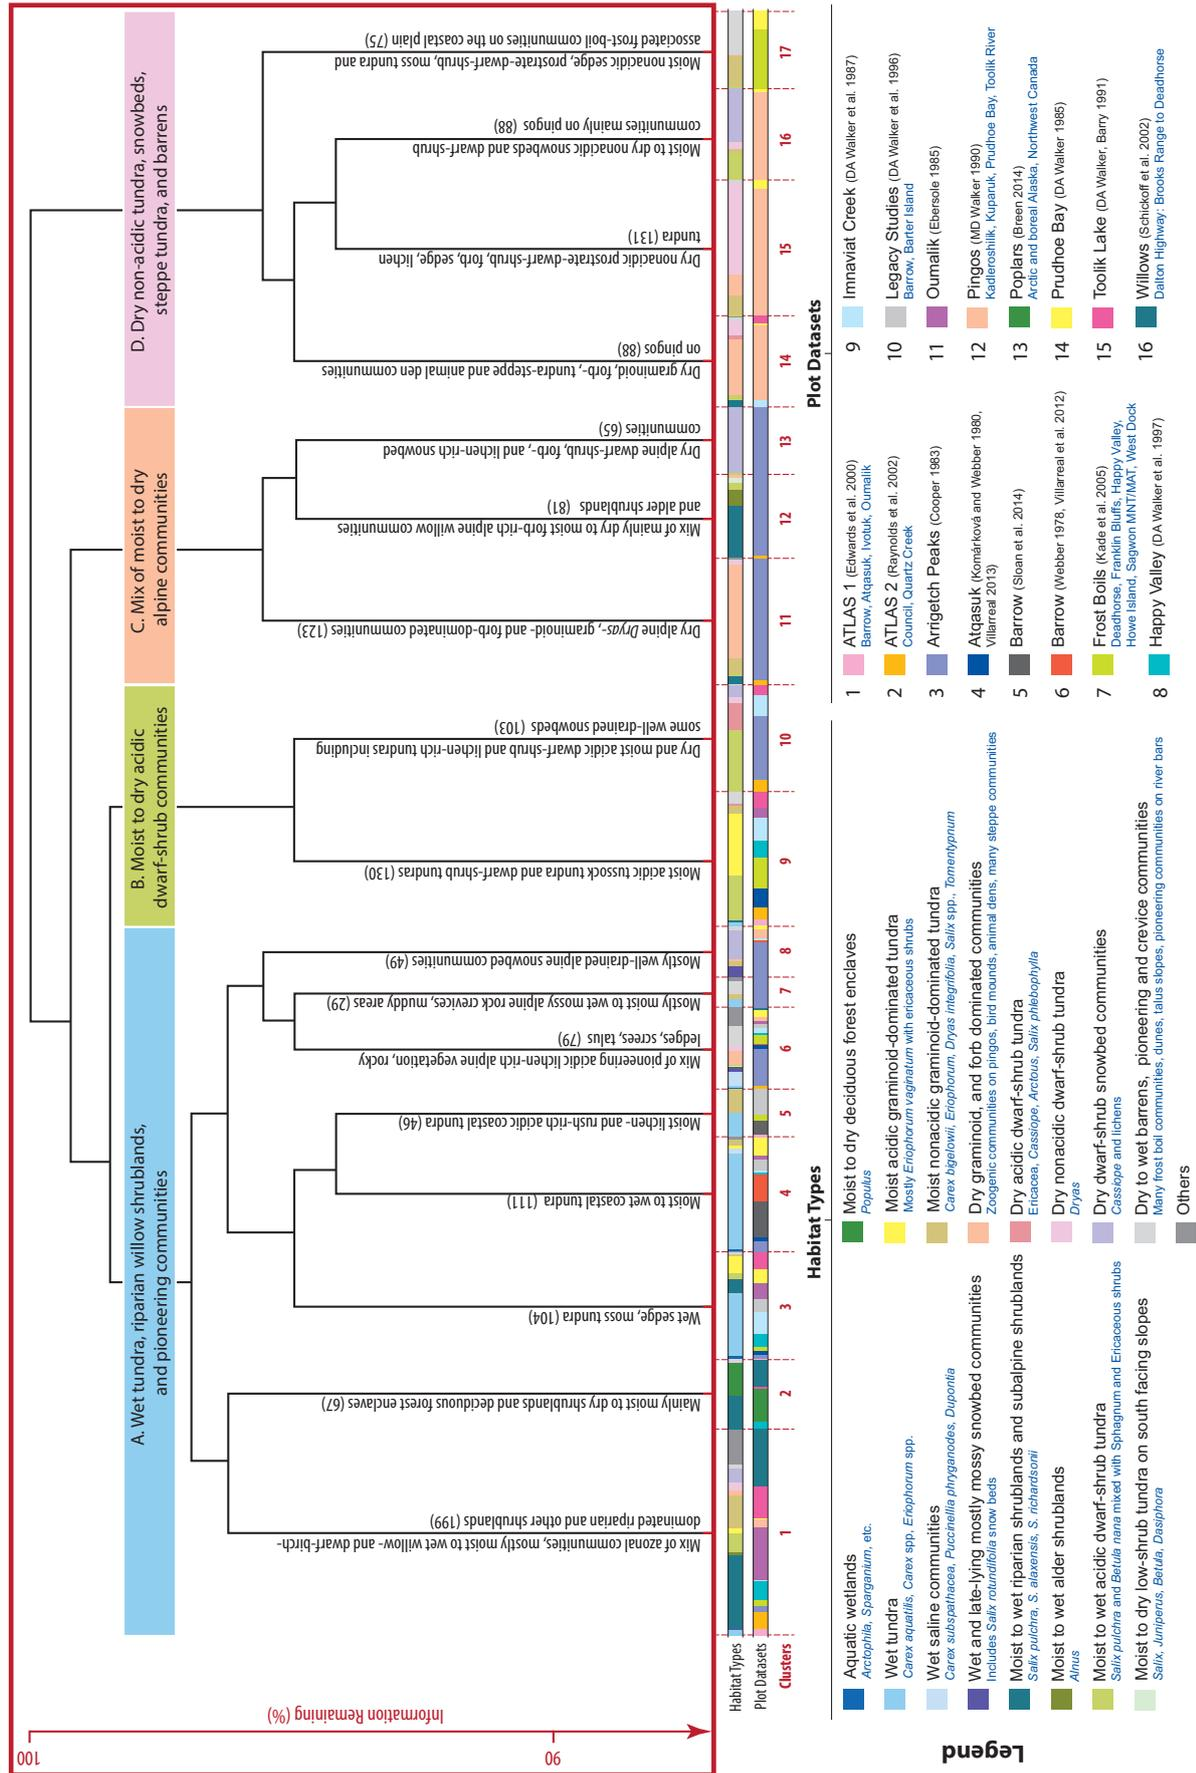 Information Remaining (%)
100
90
A. Wet tundra, riparian willow shrublands,
and pioneering communities
B. Moist to dry acidic
dwarf-shrub communities
C. Mix of moist to dry
alpine communities
D. Dry non-acidic tundra, snowbeds,
steppe tundra, and barrens
Mix of azonal communities, mostly moist to wet willow- and dwarf-birch-
dominated riparian and other shrublands (199)
Mainly moist to dry shrublands and deciduous forest enclaves (67)
Wet sedge, moss tundra (104)
Moist to wet coastal tundra (111)
Moist lichen- and rush-rich acidic coastal tundra (46)
Mix of pioneering acidic lichen-rich alpine vegetation, rocky
ledges, screes, talus (79)
Mostly moist to wet mossy alpine rock crevices, muddy areas (29)
Mostly well-drained alpine snowbed communities (49)
Moist acidic tussock tundra and dwarf-shrub tundras (130)
Dry and moist acidic dwarf-shrub and lichen-rich tundras including
some well-drained snowbeds (103)
Dry alpine Dryas-, graminoid- and forb-dominated communities (123)
Mix of mainly dry to moist forb-rich alpine willow communities
and alder shrublands (81)
Dry alpine dwarf-shrub, forb-, and lichen-rich snowbed
communities (65)
Dry graminoid, forb-, tundra-steppe and animal den communities
on pingos (88)
Dry nonacidic prostrate-dwarf-shrub, forb, sedge, lichen
tundra (131)
Moist to dry nonacidic snowbeds and dwarf-shrub
communities mainly on pingos (88)
Moist nonacidic sedge, prostrate-dwarf-shrub, moss tundra and
associated frost-boil communities on the coastal plain (75)
Habitat Types
Plot Datasets
Clusters 1 2 3 4 5 6 7 8 9 10 11 12 13 14 15 16 17
Legend
Habitat Types
Aquatic wetlands
Arctophila, Sparganium, etc.
Wet tundra
Carex aquatilis, Carex spp, Eriophorum spp.
Wet saline communities
Carex subspathacea, Puccinellia phryganodes, Dupontia
Wet and late-lying mostly mossy snowbed communities
Includes Salix rotundifolia snow beds
Moist to wet riparian shrublands and subalpine shrublands
Salix pulchra, S. alaxensis, S. richardsonii
Moist to wet alder shrublands
Alnus
Moist to wet acidic dwarf-shrub tundra
Salix pulchra and Betula nana mixed with Sphagnum and Ericaceous shrubs
Moist to dry low-shrub tundra on south facing slopes
Salix, Juniperus, Betula, Dasiphora
Moist to dry deciduous forest enclaves
Populus
Moist acidic graminoid-dominated tundra
Mostly Eriophorum vaginatum with ericaceous shrubs
Moist nonacidic graminoid-dominated tundra
Carex bigelowii, Eriophorum, Dryas integrifolia, Salix spp., Tomentypnum
Dry graminoid, and forb dominated communities
Zoogenic communities on pingos, bird mounds, animal dens, many steppe communities
Dry acidic dwarf-shrub tundra
Ericacea, Cassiope, Arctous, Salix phlebophylla
Dry nonacidic dwarf-shrub tundra
Dryas
Dry dwarf-shrub snowbed communities
Cassiope and lichens
Dry to wet barrens, pioneering and crevice communities
Many frost boil communities, dunes, talus slopes, pioneering communities on river bars
Others
Plot Datasets
1 ATLAS 1 (Edwards et al. 2000)
Barrow, Atqasuk, Ivotuk, Oumalik
2 ATLAS 2 (Raynolds et al. 2002)
Council, Quartz Creek
3 Arrigetch Peaks (Cooper 1983)
4 Atqasuk (Komárková and Webber 1980,
Villarreal 2013)
5 Barrow (Sloan et al. 2014)
6 Barrow (Webber 1978, Villarreal et al. 2012)
7 Frost Boils (Kade et al. 2005)
Deadhorse, Franklin Bluffs, Happy Valley,
Howe Island, Sagwon MNT/MAT, West Dock
8 Happy Valley (DA Walker et al. 1997)
9 Imnaviat Creek (DA Walker et al. 1987)
10 Legacy Studies (DA Walker et al. 1996)
Barrow, Barter Island
11 Oumalik (Ebersole 1985)
12 Pingos (MD Walker 1990)
Kadleroshilik, Kuparuk, Prudhoe Bay, Toolik River
13 Poplars (Breen 2014)
Arctic and boreal Alaska, Northwest Canada
14 Prudhoe Bay (DA Walker 1985)
15 Toolik Lake (DA Walker, Barry 1991)
16 Willows (Schickoff et al. 2002)
Dalton Highway: Brooks Range to Deadhorse